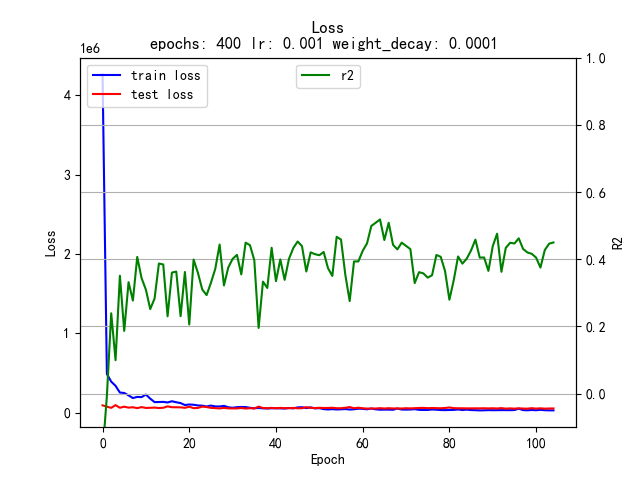 Loss
epochs: 400 lr: 0.001 weight_decay: 0.0001
1e6
train loss
test loss
r2
4
3
2
1
0
Loss
1.0
0.8
0.6
0.4
0.2
0.0
R2
0 20 40 60 80 100
Epoch